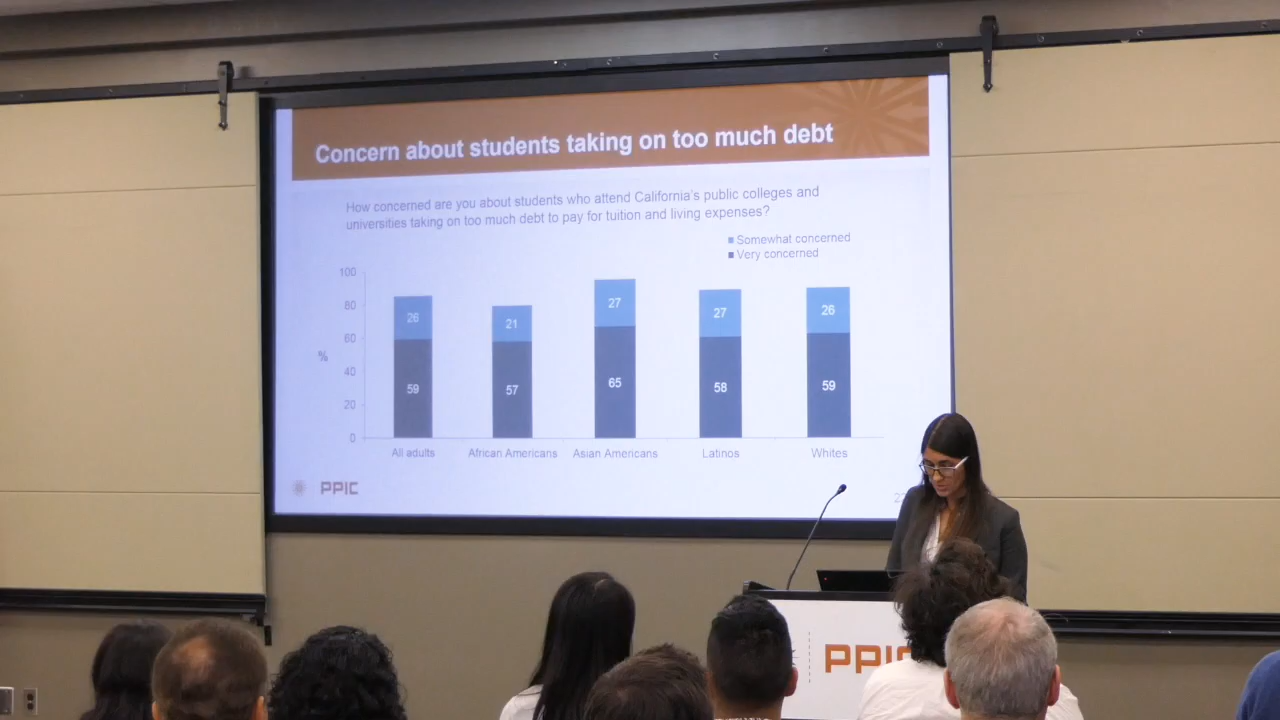 Concern about students taking on too much debt
How concerned are you about students who attend California's public colleges and
universities taking on too much debt to pay for tuition and living expenses?
Somewhat concerned
Very concerned
100
80
60
40
20
0
%
26
21
27
27
26
59
57
65
58
59
All adults
African Americans
Asian Americans
Latinos
Whites
PPIC
PPIC